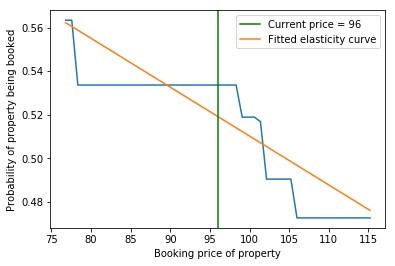 Current price = 96
Fitted elasticity curve
Probability of property being booked
0.56
0.54
0.52
0.50
0.48
75 80 85 90 95 100 105 110 115
Booking price of property